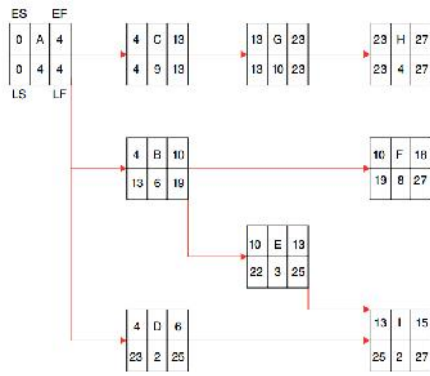 ES EF
0 A 4
0 4 4
LS LF
4 C 13
4 9 13
13 G 23
13 10 23
23 H 27
23 4 27
4 B 10
13 6 19
10 F 18
19 8 27
10 E 13
22 3 25
4 D 6
23 2 25
13 I 15
25 2 27